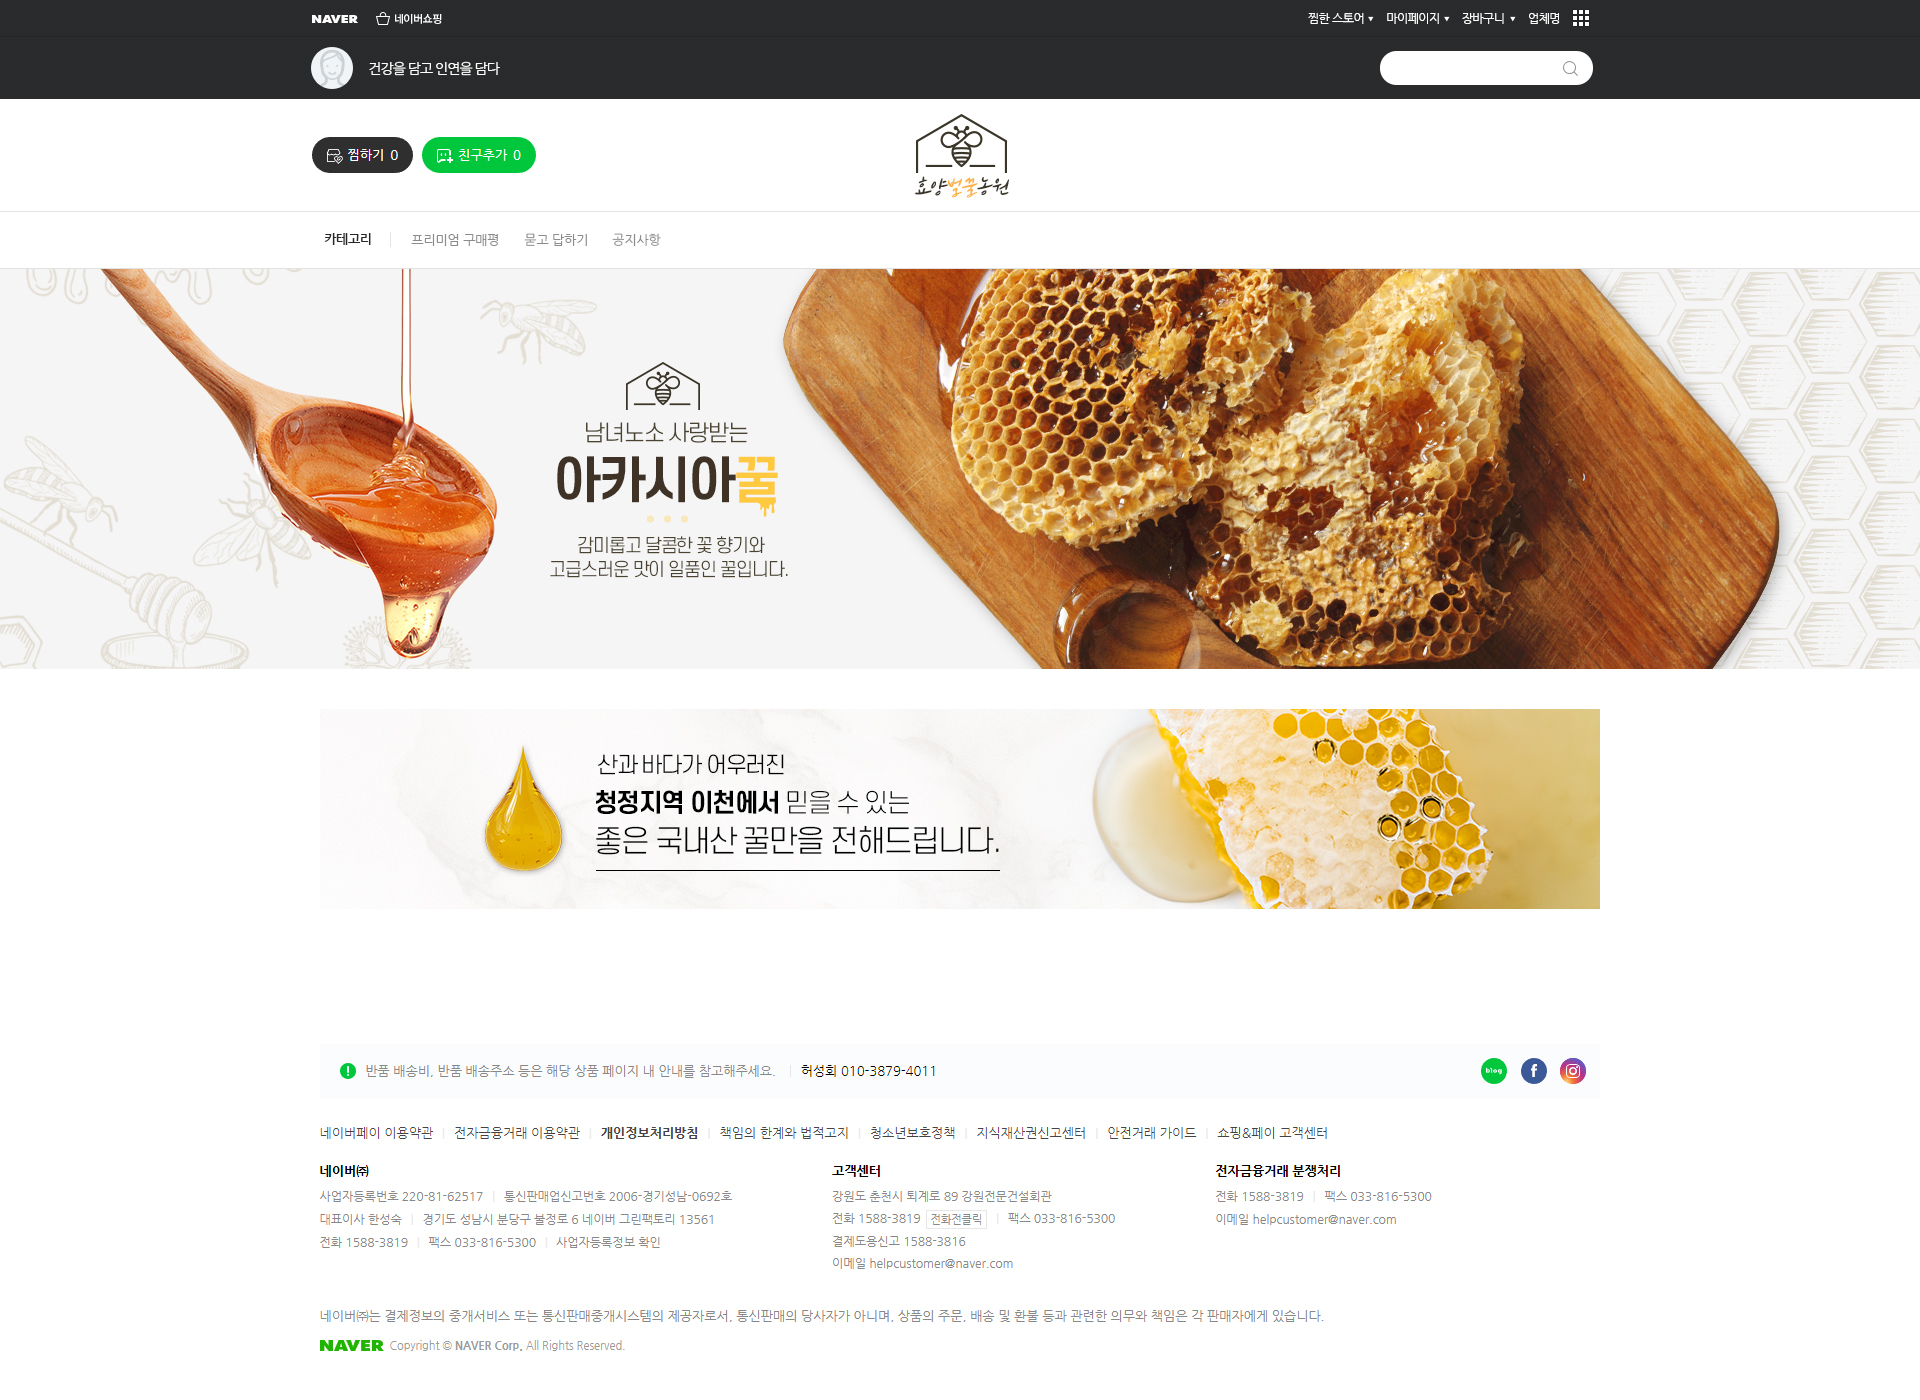 NAVER 네이버쇼핑 찜한 스토어 ▼ 마이페이지 ▼ 장바구니 ▼ 업체명
건강을 담고 인연을 담다
찜하기 0 친구추가 0
효양벌꿀농원
카테고리 프리미엄 구매평 묻고 답하기 공지사항
남녀노소 사랑받는
아카시아꿀
감미롭고 달콤한 꽃 향기와
고급스러운 맛이 일품인 꿀입니다.
산과 바다가 어우러진
청정지역 이천에서 믿을 수 있는
좋은 국내산 꿀만을 전해드립니다.
반품 배송비, 반품 배송주소 등은 해당 상품 페이지 내 안내를 참고해주세요. 허성회 010-3879-4011 blog f
네이버페이 이용약관 전자금융거래 이용약관 개인정보처리방침 책임의 한계와 법적고지 청소년보호정책 지식재산권신고센터 안전거래 가이드 쇼핑&페이 고객센터
네이버㈜
사업자등록번호 220-81-62517 통신판매업신고번호 2006-경기성남-0692호
대표이사 한성숙 경기도 성남시 분당구 불정로 6 네이버 그린팩토리 13561
전화 1588-3819 팩스 033-816-5300 사업자등록정보 확인
고객센터
강원도 춘천시 퇴계로 89 강원전문건설회관
전화 1588-3819 전화전클릭 팩스 033-816-5300
결제도용신고 1588-3816
이메일 helpcustomer@naver.com
전자금융거래 분쟁처리
전화 1588-3819 팩스 033-816-5300
이메일 helpcustomer@naver.com
네이버㈜는 결제정보의 중개서비스 또는 통신판매중개시스템의 제공자로서, 통신판매의 당사자가 아니며, 상품의 주문, 배송 및 환불 등과 관련한 의무와 책임은 각 판매자에게 있습니다.
NAVER Copyright © NAVER Corp. All Rights Reserved.